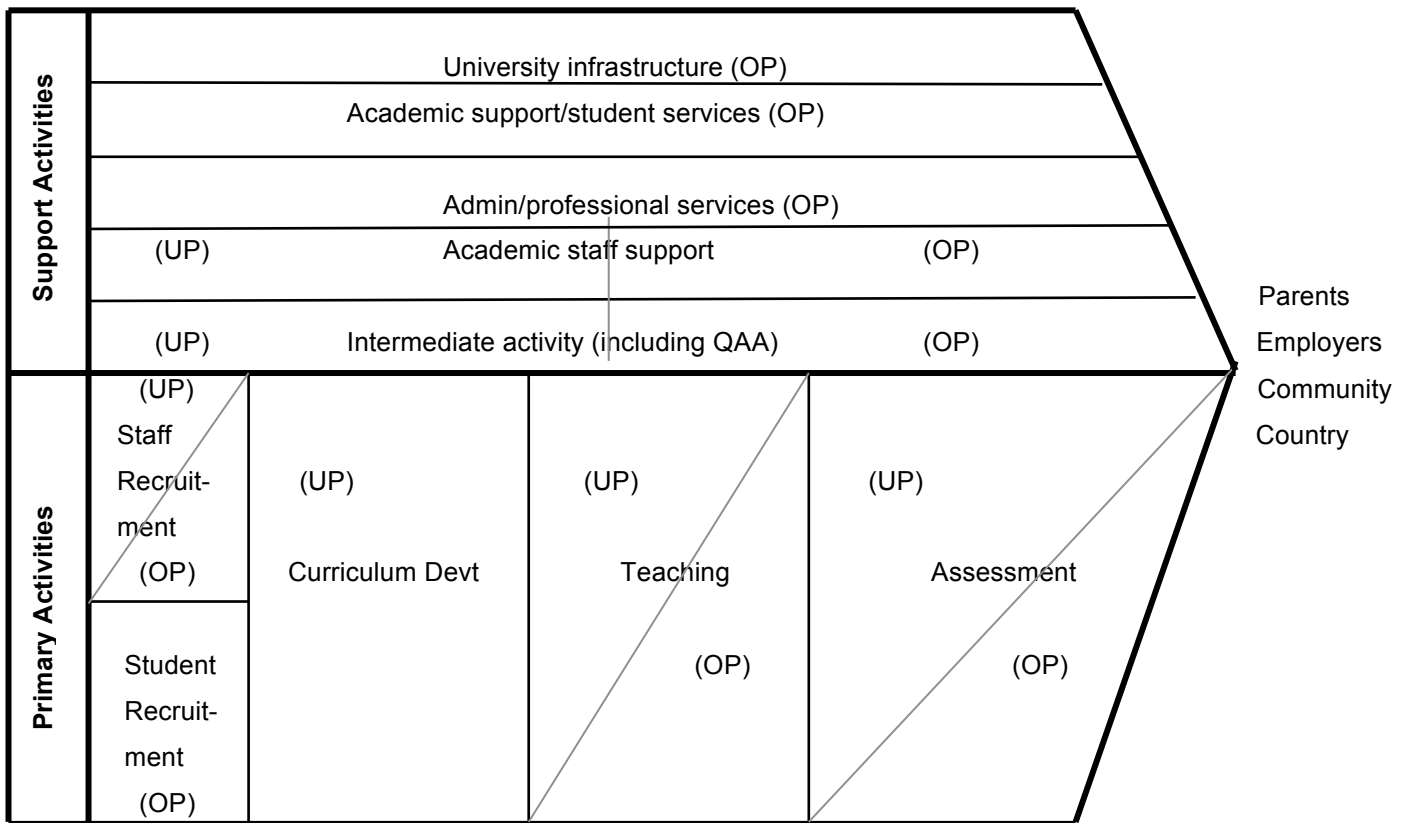 Support Activities
University infrastructure (OP)
Academic support/student services (OP)
Admin/professional services (OP)
(UP) Academic staff support (OP)
(UP) Intermediate activity (including QAA) (OP)
Parents
Employers
Community
Country
Primary Activities
(UP)
Staff
Recruit-
ment
(OP)
Student
Recruit-
ment
(OP)
(UP)
Curriculum Devt
(UP)
Teaching
(OP)
(UP)
Assessment
(OP)